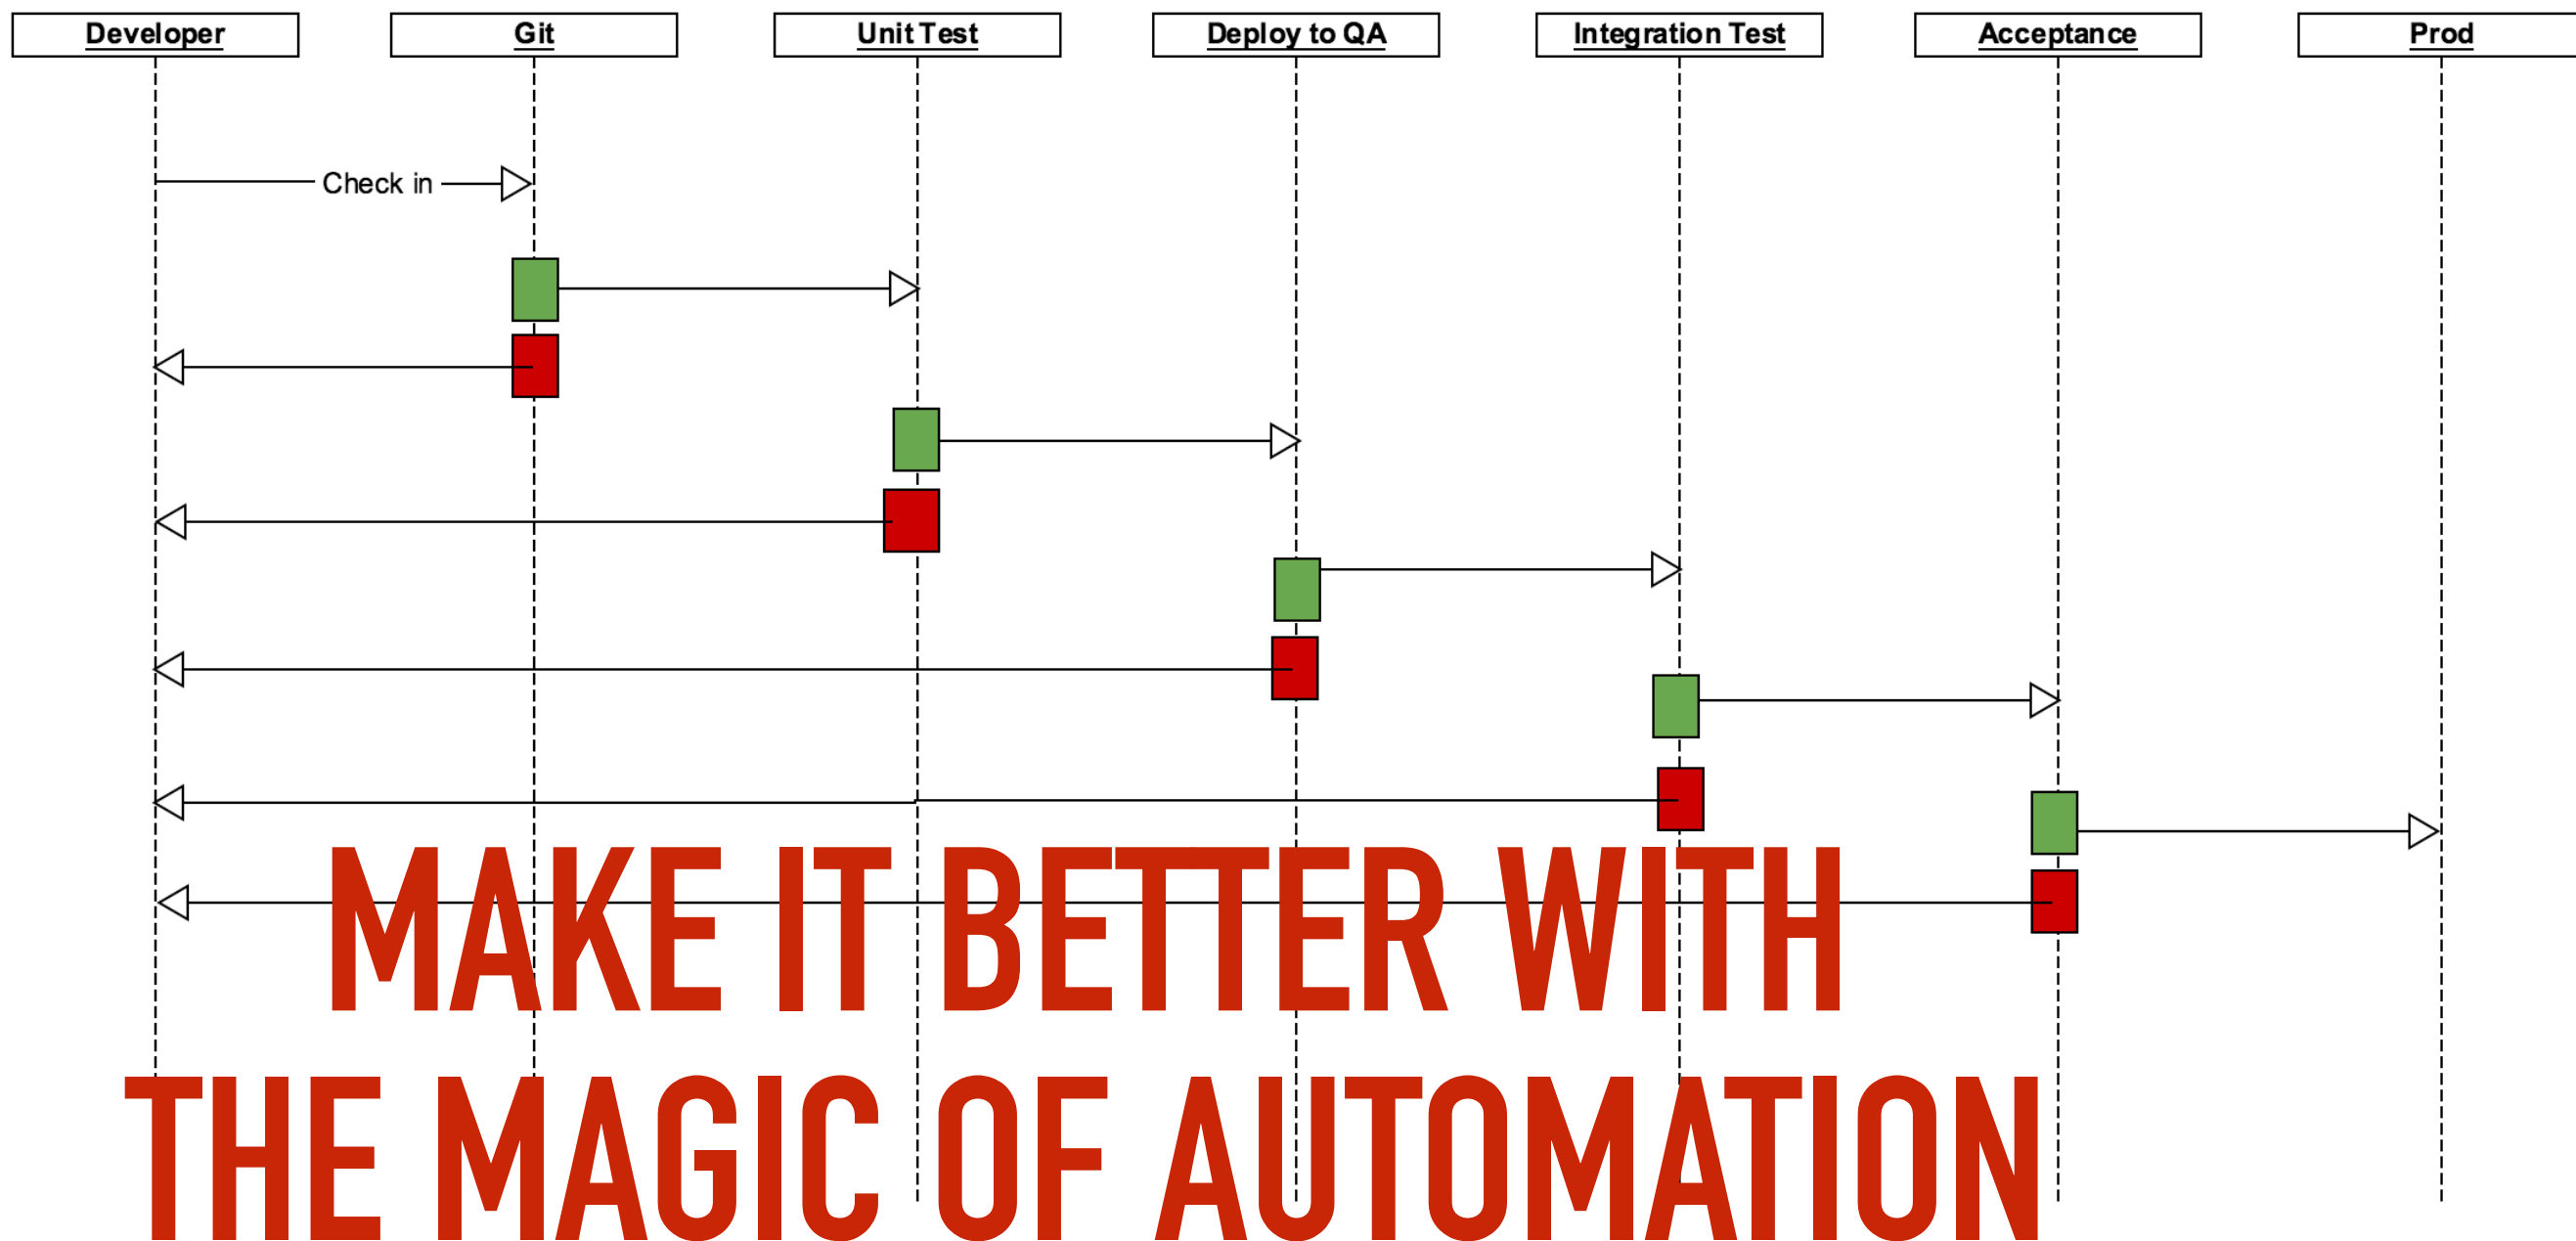 Developer
Git
Unit Test
Deploy to QA
Integration Test
Acceptance
Prod
Check in
MAKE IT BETTER WITH
THE MAGIC OF AUTOMATION